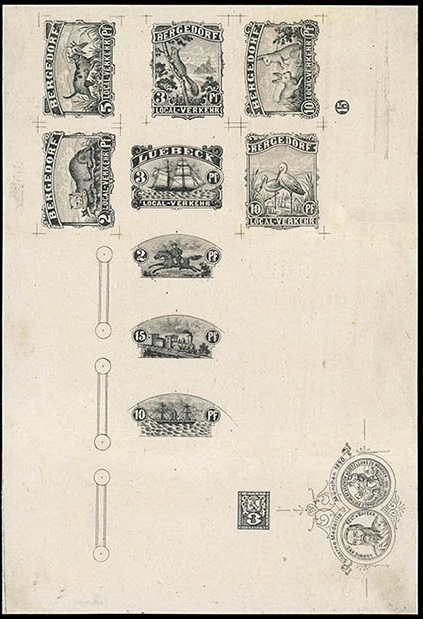 BERGEDORF
5 Pf
LOCAL-VERKEHR
BERGEDORF
3 Pf
LOCAL-VERKEHR
BERGEDORF
10 Pf
LOCAL-VERKEHR
15
BERGEDORF
2 Pf
LOCAL-VERKEHR
LUEBECK
3 Pf
LOCAL-VERKEHR
BERGEDORF
10 Pf
LOCAL-VERKEHR
2 Pf
15 Pf
10 Pf
3